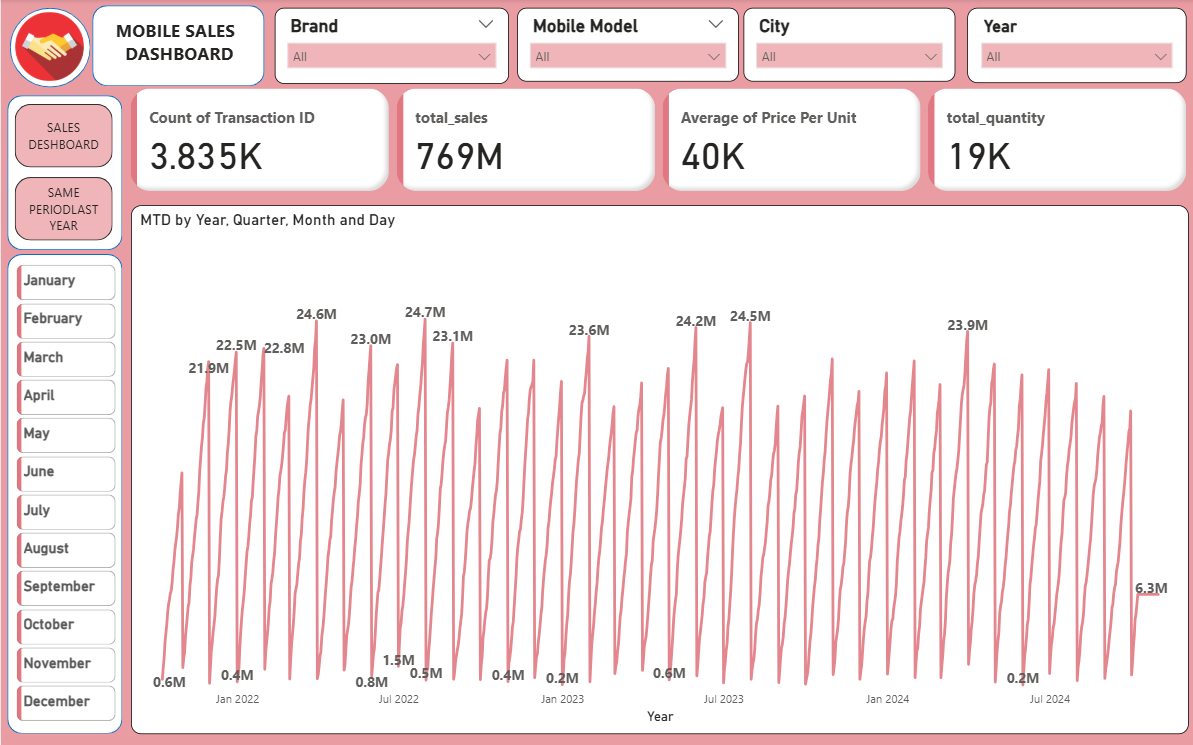 MOBILE SALES
DASHBOARD
Brand
All
Mobile Model
All
City
All
Year
All
SALES
DESHBOARD
SAME
PERIODLAST
YEAR
Count of Transaction ID
3.835K
total_sales
769M
Average of Price Per Unit
40K
total_quantity
19K
January
February
March
April
May
June
July
August
September
October
November
December
MTD by Year, Quarter, Month and Day
0.6M
21.9M
22.5M
0.4M
22.8M
24.6M
23.0M
0.8M
1.5M
24.7M
0.5M
23.1M
0.4M
0.2M
23.6M
0.6M
24.2M
24.5M
23.9M
0.2M
6.3M
Jan 2022
Jul 2022
Jan 2023
Jul 2023
Jan 2024
Jul 2024
Year